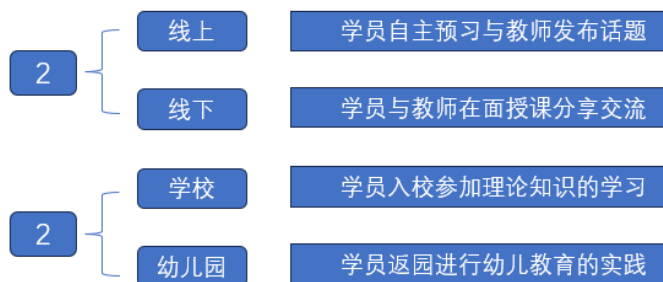 2
线上 学员自主预习与教师发布话题
线下 学员与教师在面授课分享交流
2
学校 学员入校参加理论知识的学习
幼儿园 学员返园进行幼儿教育的实践